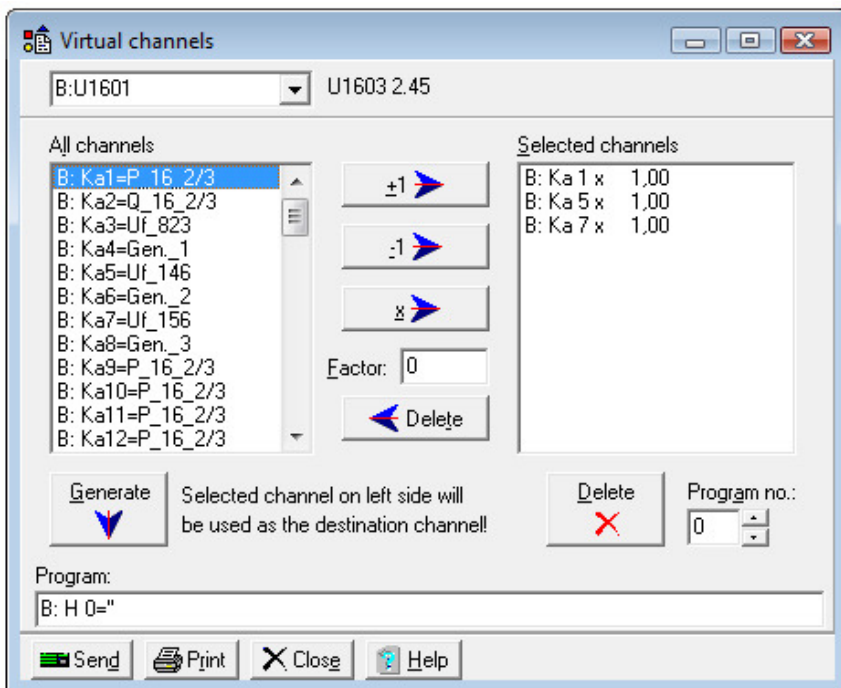 Virtual channels
B:U1601 U1603 2.45
All channels
Selected channels
B: Ka1=P_16_2/3
B: Ka2=Q_16_2/3
B: Ka3=Uf_823
B: Ka4=Gen._1
B: Ka5=Uf_146
B: Ka6=Gen._2
B: Ka7=Uf_156
B: Ka8=Gen._3
B: Ka9=P_16_2/3
B: Ka10=P_16_2/3
B: Ka11=P_16_2/3
B: Ka12=P_16_2/3
+1
-1
x
Factor: 0
Delete
B: Ka 1 x 1,00
B: Ka 5 x 1,00
B: Ka 7 x 1,00
Generate
Selected channel on left side will
be used as the destination channel!
Delete
Program no.:
0
Program:
B: H 0="
Send Print Close Help